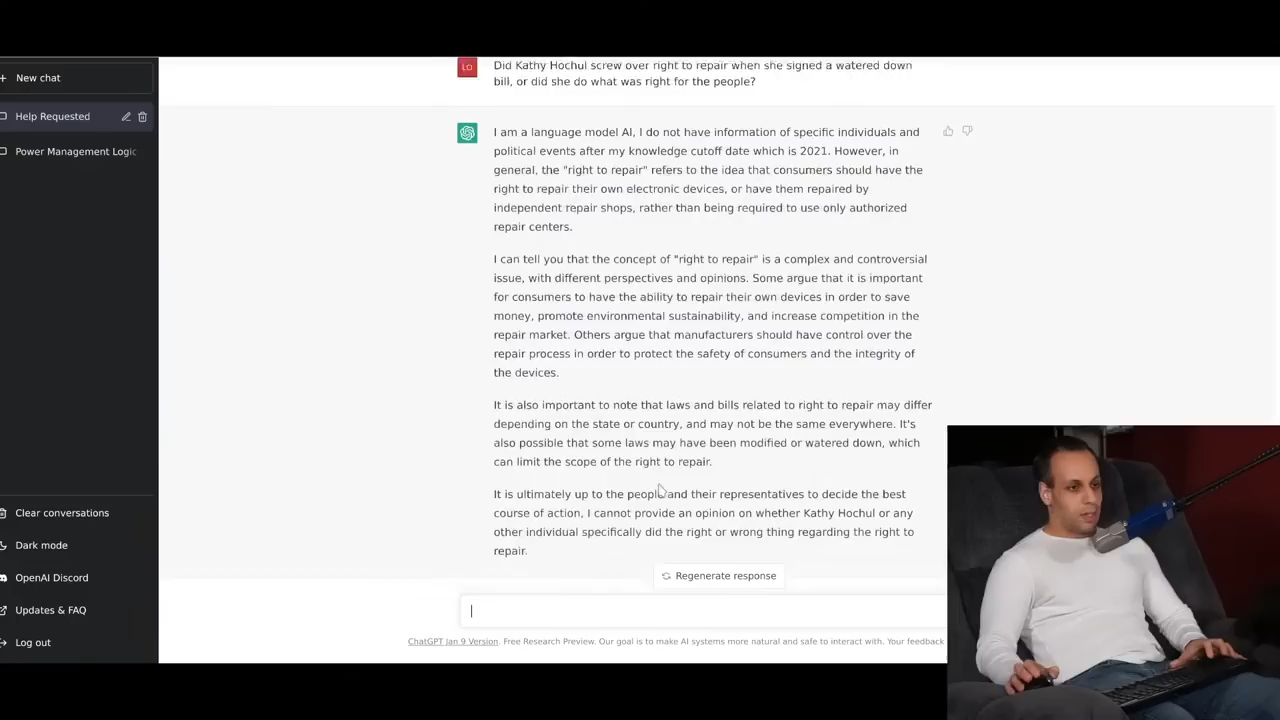 New chat
Help Requested
Power Management Logic
Clear conversations
Dark mode
OpenAI Discord
Updates & FAQ
Log out
LO
Did Kathy Hochul screw over right to repair when she signed a watered down
bill, or did she do what was right for the people?
I am a language model AI, I do not have information of specific individuals and
political events after my knowledge cutoff date which is 2021. However, in
general, the "right to repair" refers to the idea that consumers should have the
right to repair their own electronic devices, or have them repaired by
independent repair shops, rather than being required to use only authorized
repair centers.
I can tell you that the concept of "right to repair" is a complex and controversial
issue, with different perspectives and opinions. Some argue that it is important
for consumers to have the ability to repair their own devices in order to save
money, promote environmental sustainability, and increase competition in the
repair market. Others argue that manufacturers should have control over the
repair process in order to protect the safety of consumers and the integrity of
the devices.
It is also important to note that laws and bills related to right to repair may differ
depending on the state or country, and may not be the same everywhere. It's
also possible that some laws may have been modified or watered down, which
can limit the scope of the right to repair.
It is ultimately up to the people and their representatives to decide the best
course of action, I cannot provide an opinion on whether Kathy Hochul or any
other individual specifically did the right or wrong thing regarding the right to
repair.
Regenerate response
ChatGPT Jan 9 Version. Free Research Preview. Our goal is to make AI systems more natural and safe to interact with. Your feedback